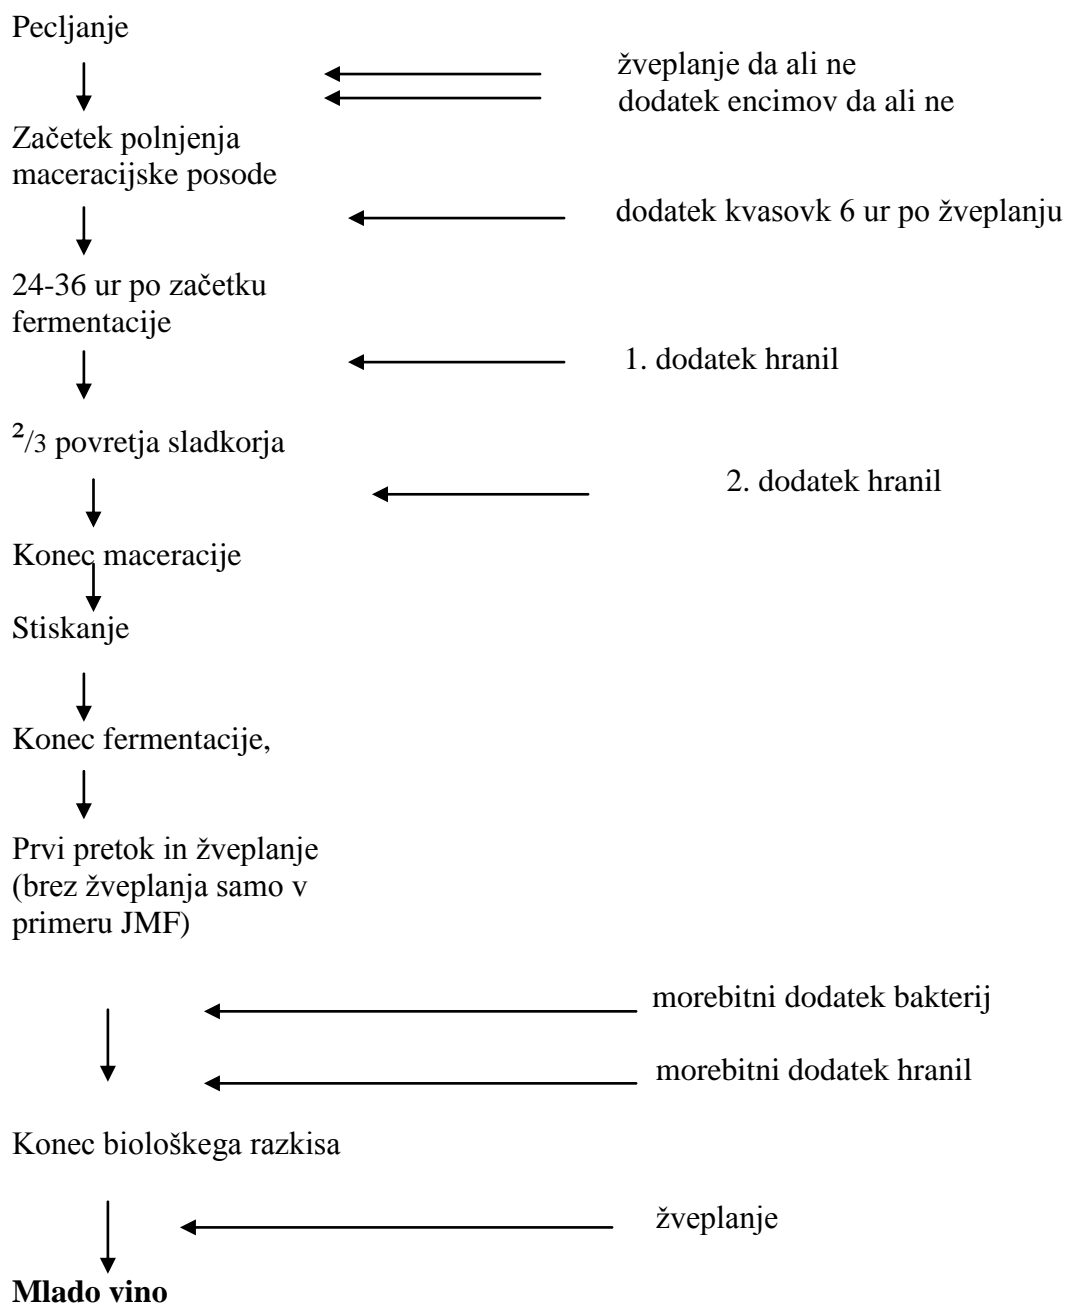 Pecljanje
žveplanje da ali ne
dodatek encimov da ali ne
Začetek polnjenja
maceracijske posode
dodatek kvasovk 6 ur po žveplanju
24-36 ur po začetku
fermentacije
1. dodatek hranil
²/3 povretja sladkorja
2. dodatek hranil
Konec maceracije
Stiskanje
Konec fermentacije,
Prvi pretok in žveplanje
(brez žveplanja samo v
primeru JMF)
morebitni dodatek bakterij
morebitni dodatek hranil
Konec biološkega razkisa
žveplanje
Mlado vino